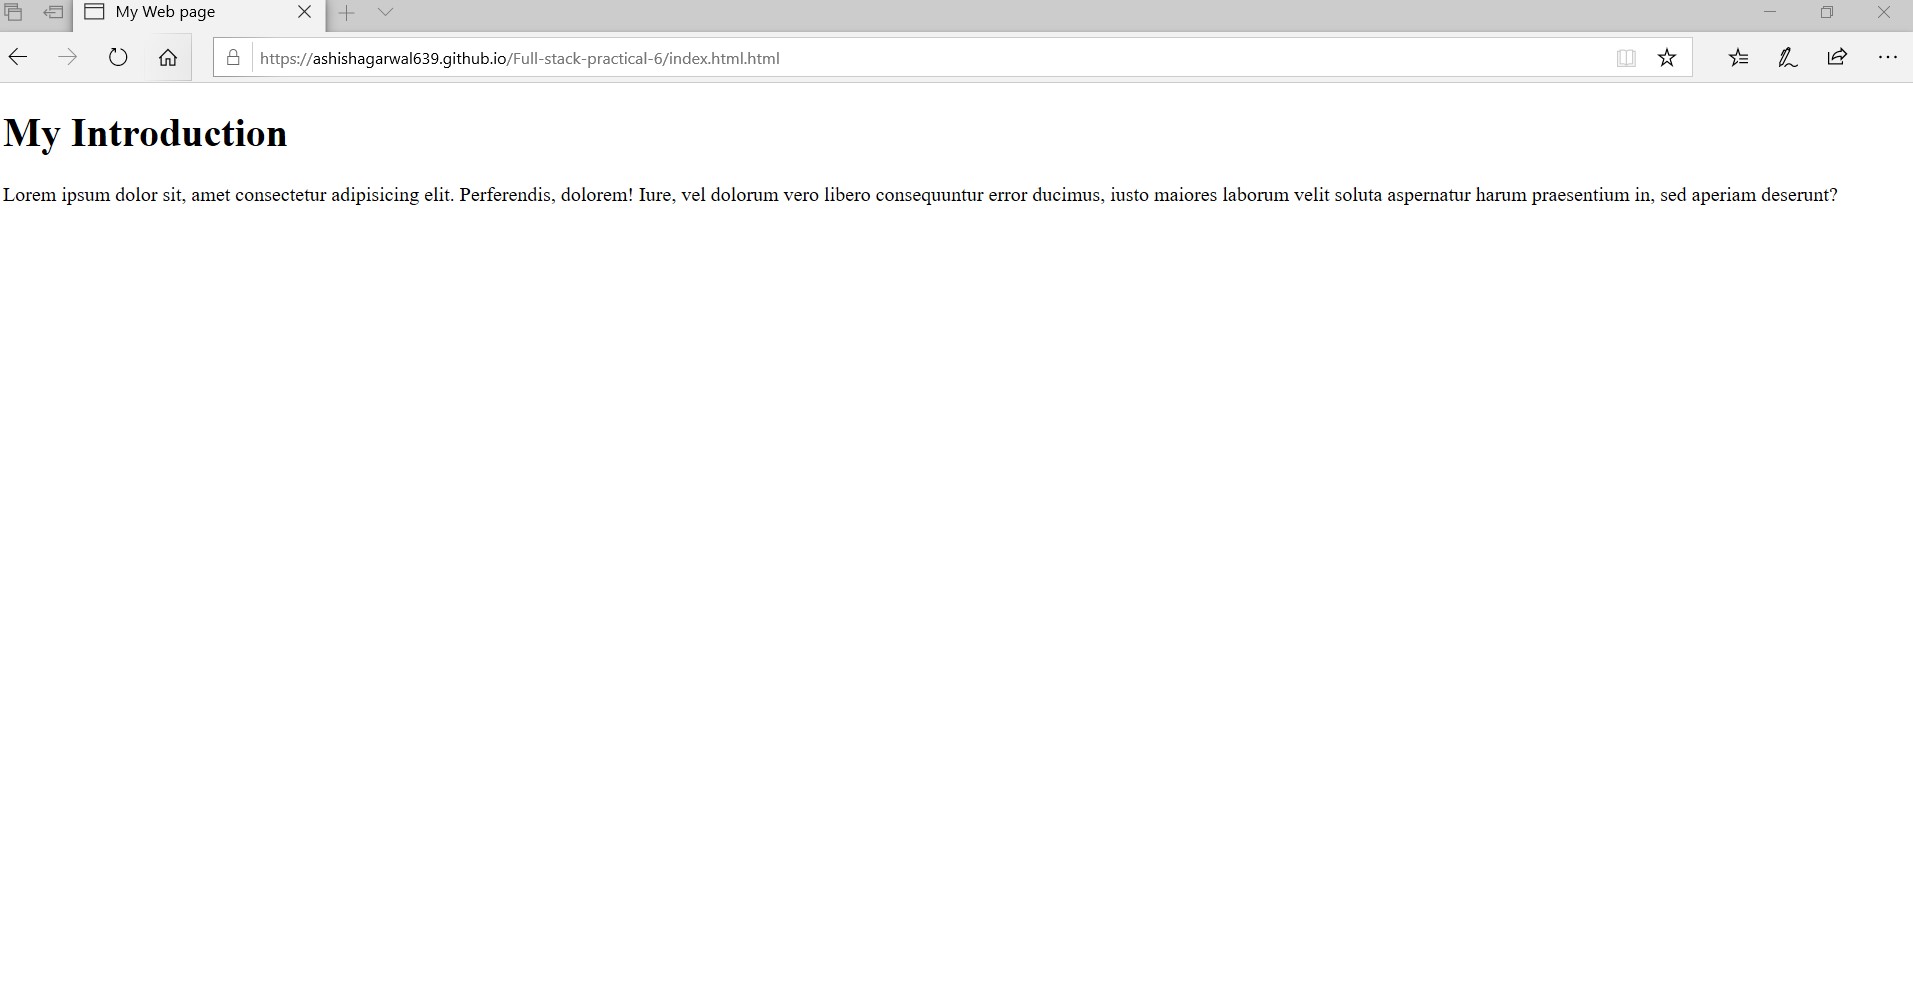 My Web page
https://ashishagarwal639.github.io/Full-stack-practical-6/index.html.html
My Introduction
Lorem ipsum dolor sit, amet consectetur adipisicing elit. Perferendis, dolorem! Iure, vel dolorum vero libero consequuntur error ducimus, iusto maiores laborum velit soluta aspernatur harum praesentium in, sed aperiam deserunt?